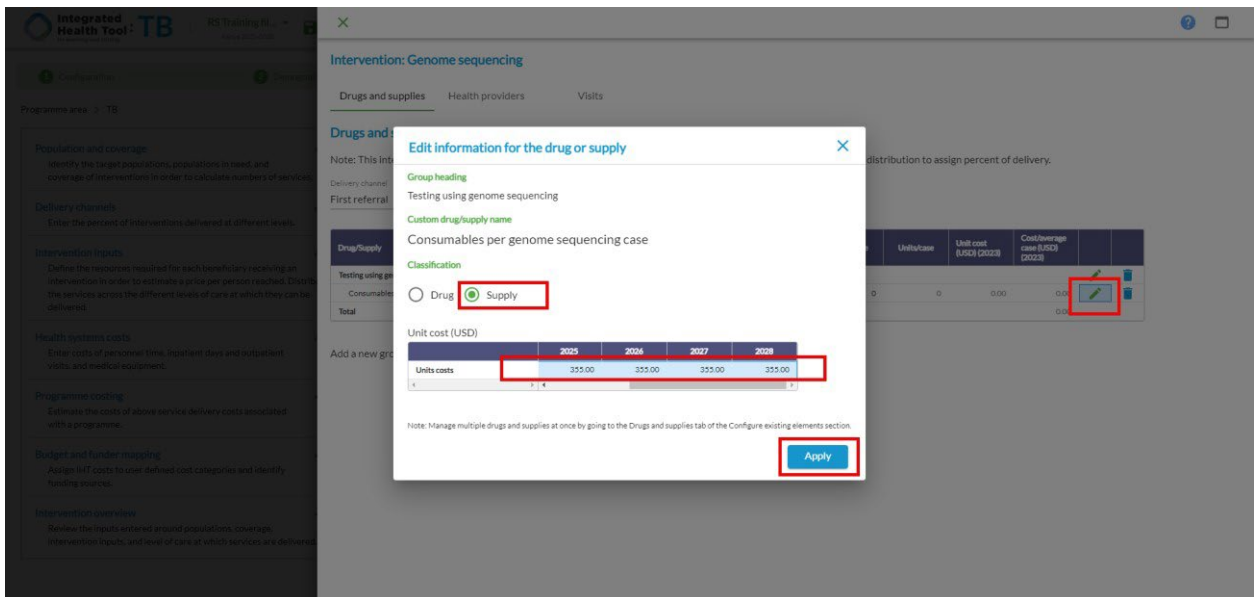 Integrated
Health Tool: TB
RS Training fil...
Configuration
Programme area > TB
Population and coverage
Identify the target populations, populations in need, and
coverage of interventions in order to calculate numbers of services.
Delivery channels
Enter the percent of interventions delivered at different levels.
Intervention inputs
Define the resources required for each beneficiary receiving an
intervention in order to estimate a price per person reached. Distrib
the services across the different levels of care at which they can be
delivered.
Health systems costs
Enter costs of personnel time, inpatient days and outpatient
visits, and medical equipment.
Programme costing
Estimate the costs of above service delivery costs associated
with a programme.
Budget and funder mapping
Assign IHT costs to user defined cost categories and identify
funding sources.
Intervention overview
Review the inputs entered around populations, coverage,
intervention inputs, and level of care at which services are delivered.
Intervention: Genome sequencing
Drugs and supplies Health providers Visits
Drugs and s
Note: This inte distribution to assign percent of delivery.
Delivery channel
First referral
Drug/Supply Units/case Unit cost (USD) (2023) Cost/average case (USD) (2023)
Testing using ge
Consumables 0 0 0.00 0.00
Total 0.00
Add a new gro
Edit information for the drug or supply
Group heading
Testing using genome sequencing
Custom drug/supply name
Consumables per genome sequencing case
Classification
Drug Supply
Unit cost (USD)
2025 2026 2027 2028
Units costs 355.00 355.00 355.00 355.00
Note: Manage multiple drugs and supplies at once by going to the Drugs and supplies tab of the Configure existing elements section.
Apply